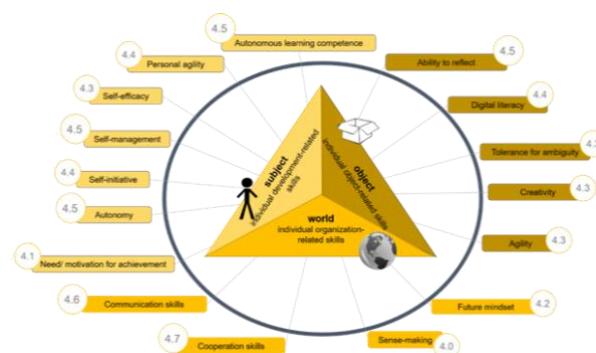 4.5
Autonomous learning competence
4.4
Personal agility
4.3
Self-efficacy
4.5
Self-management
4.4
Self-initiative
4.5
Autonomy
4.1
Need/ motivation for achievement
4.6
Communication skills
4.7
Cooperation skills
4.5
Ability to reflect
4.4
Digital literacy
Tolerance for ambiguity
Creativity
4.3
Agility
4.3
Future mindset
4.2
Sense-making
4.0
subject
individual development-related
skills
object
individual object-related skills
world
individual organization-
related skills